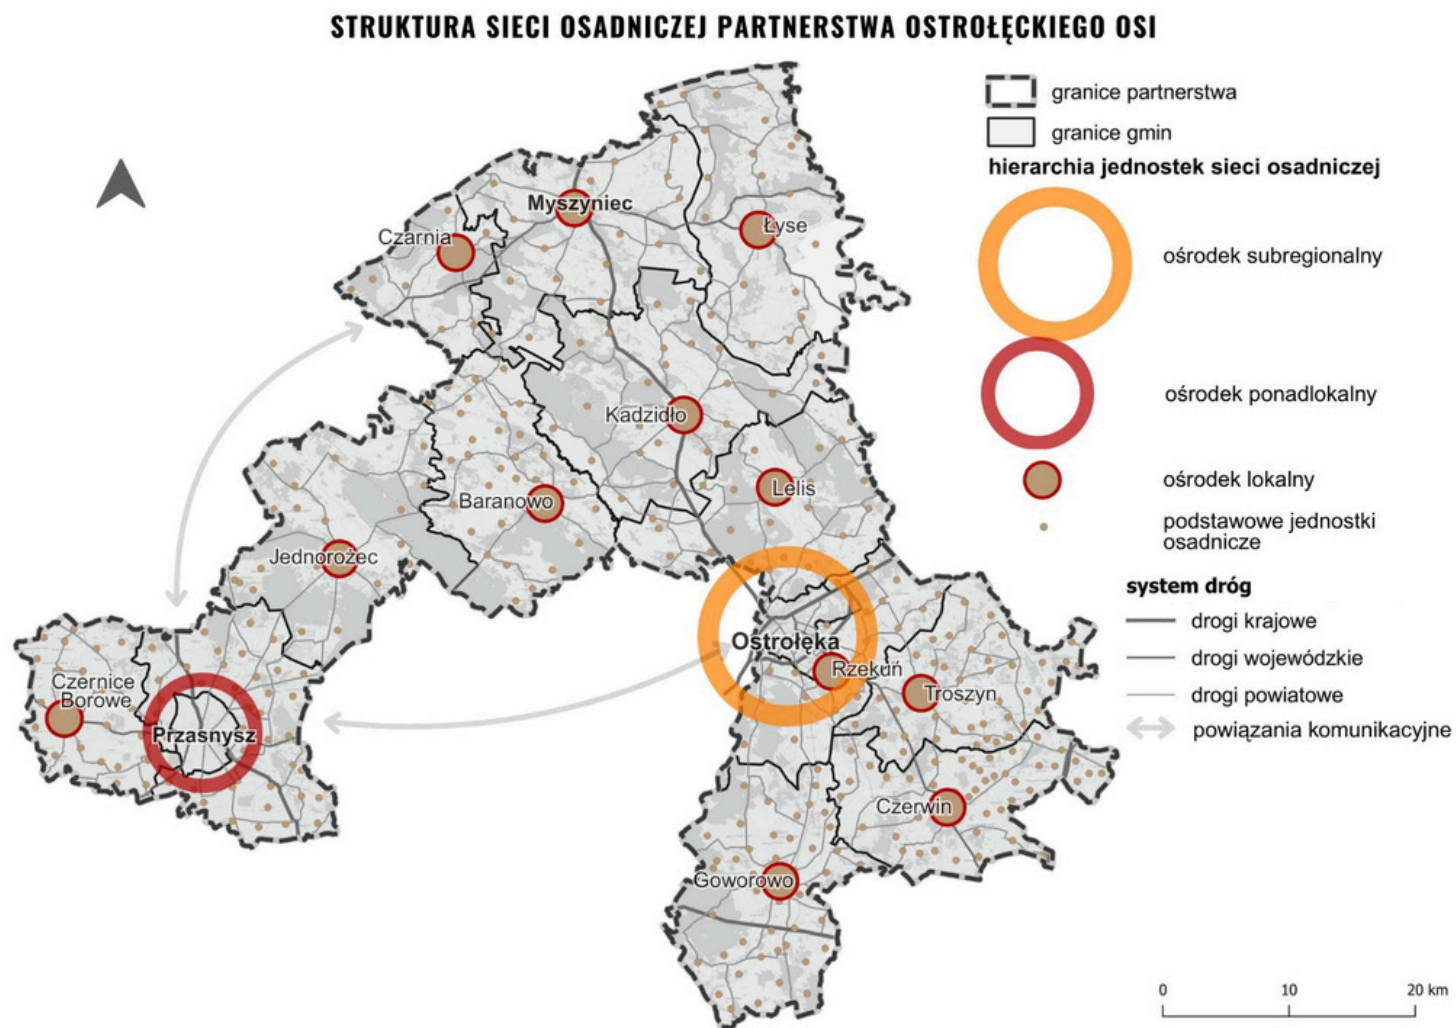 STRUKTURA SIECI OSADNICZEJ PARTNERSTWA OSTROŁĘCKIEGO OSI
granice partnerstwa
granice gmin
hierarchia jednostek sieci osadniczej
ośrodek subregionalny
ośrodek ponadlokalny
ośrodek lokalny
podstawowe jednostki
osadnicze
system dróg
drogi krajowe
drogi wojewódzkie
drogi powiatowe
powiązania komunikacyjne
Myszyniec
Czarnia
Łyse
Kadzidło
Lelis
Baranowo
Jednorożec
Ostrołęka
Rzekuń
Troszyn
Czernice
Borowe
Przasnysz
Czerwin
Goworowo
0 10 20 km